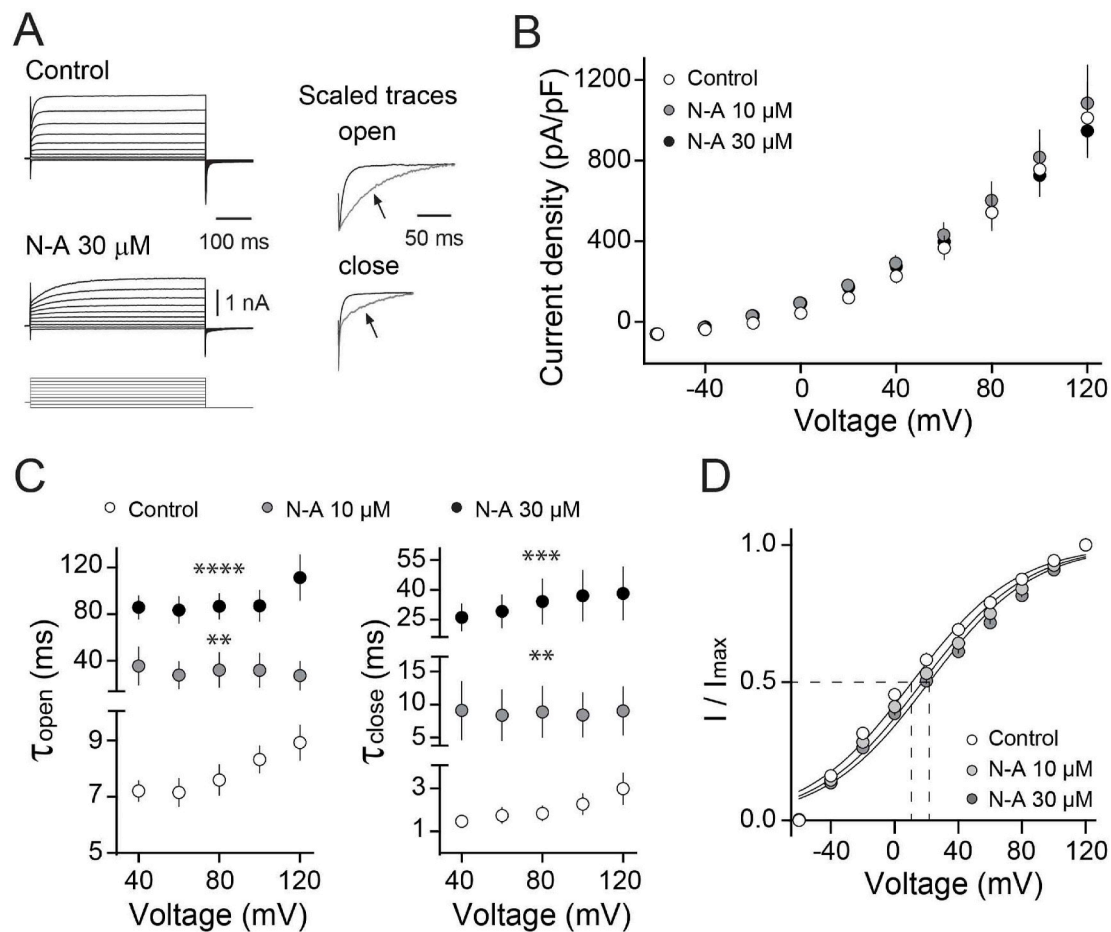 A
Control
Scaled traces
open
100 ms
50 ms
N-A 30 μM
close
1 nA
B
Current density (pA/pF)
1200
800
400
0
Control
N-A 10 μM
N-A 30 μM
-40 0 40 80 120
Voltage (mV)
C
Control N-A 10 μM N-A 30 μM
τopen (ms)
120
80
40
9
7
5
****
**
40 60 80 100 120
Voltage (mV)
τclose (ms)
55
40
25
15
10
5
3
1
***
**
40 60 80 100 120
Voltage (mV)
D
I / Imax
1.0
0.5
0.0
Control
N-A 10 μM
N-A 30 μM
-40 0 40 80 120
Voltage (mV)